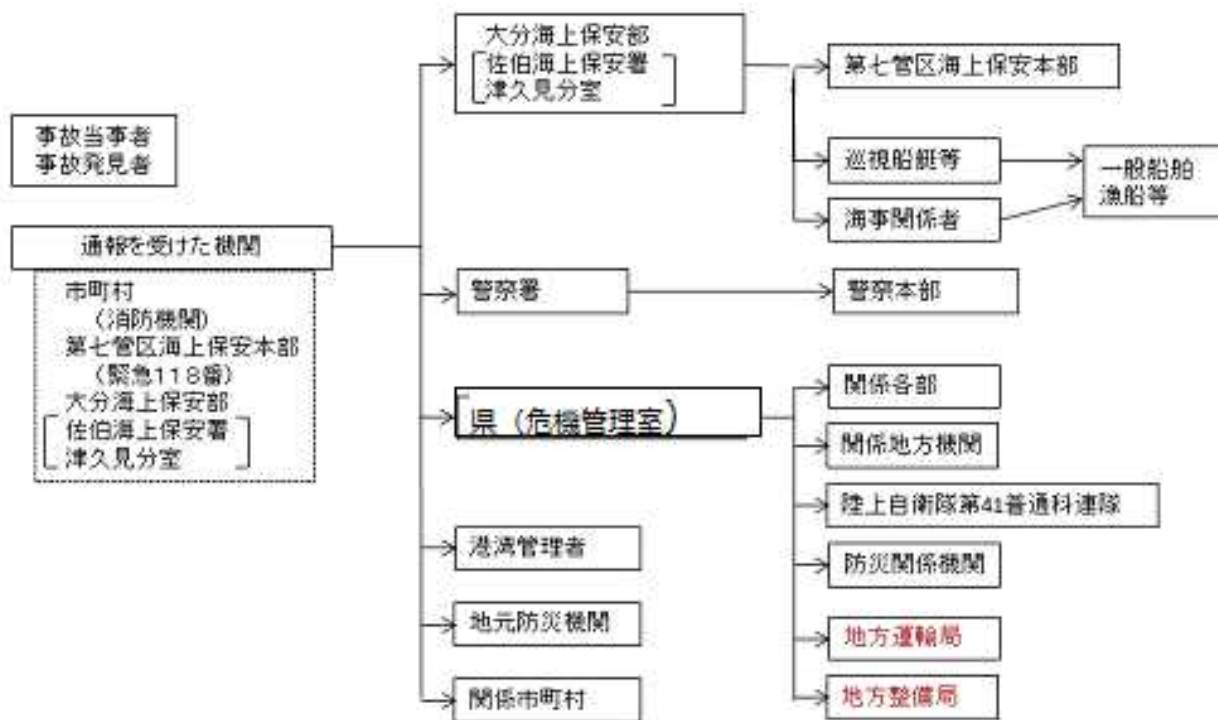 事故当事者
事故発見者
通報を受けた機関
市町村
(消防機関)
第七管区海上保安本部
(緊急118番)
大分海上保安部
佐伯海上保安署
津久見分室
大分海上保安部
佐伯海上保安署
津久見分室
第七管区海上保安本部
巡視船艇等
海事関係者
一般船舶
漁船等
警察署
警察本部
県(危機管理室)
関係各部
関係地方機関
陸上自衛隊第41普通科連隊
防災関係機関
地方運輸局
地方整備局
港湾管理者
地元防災機関
関係市町村